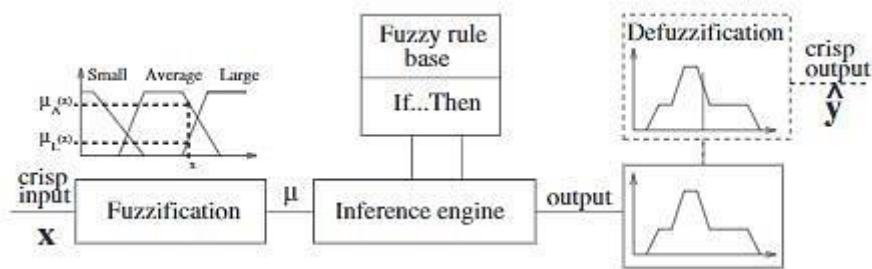 Small Average Large
μA(x)
μL(x)
x
crisp
input
x
Fuzzification
μ
Fuzzy rule
base
If...Then
Inference engine
output
Defuzzification
crisp
output
ŷ